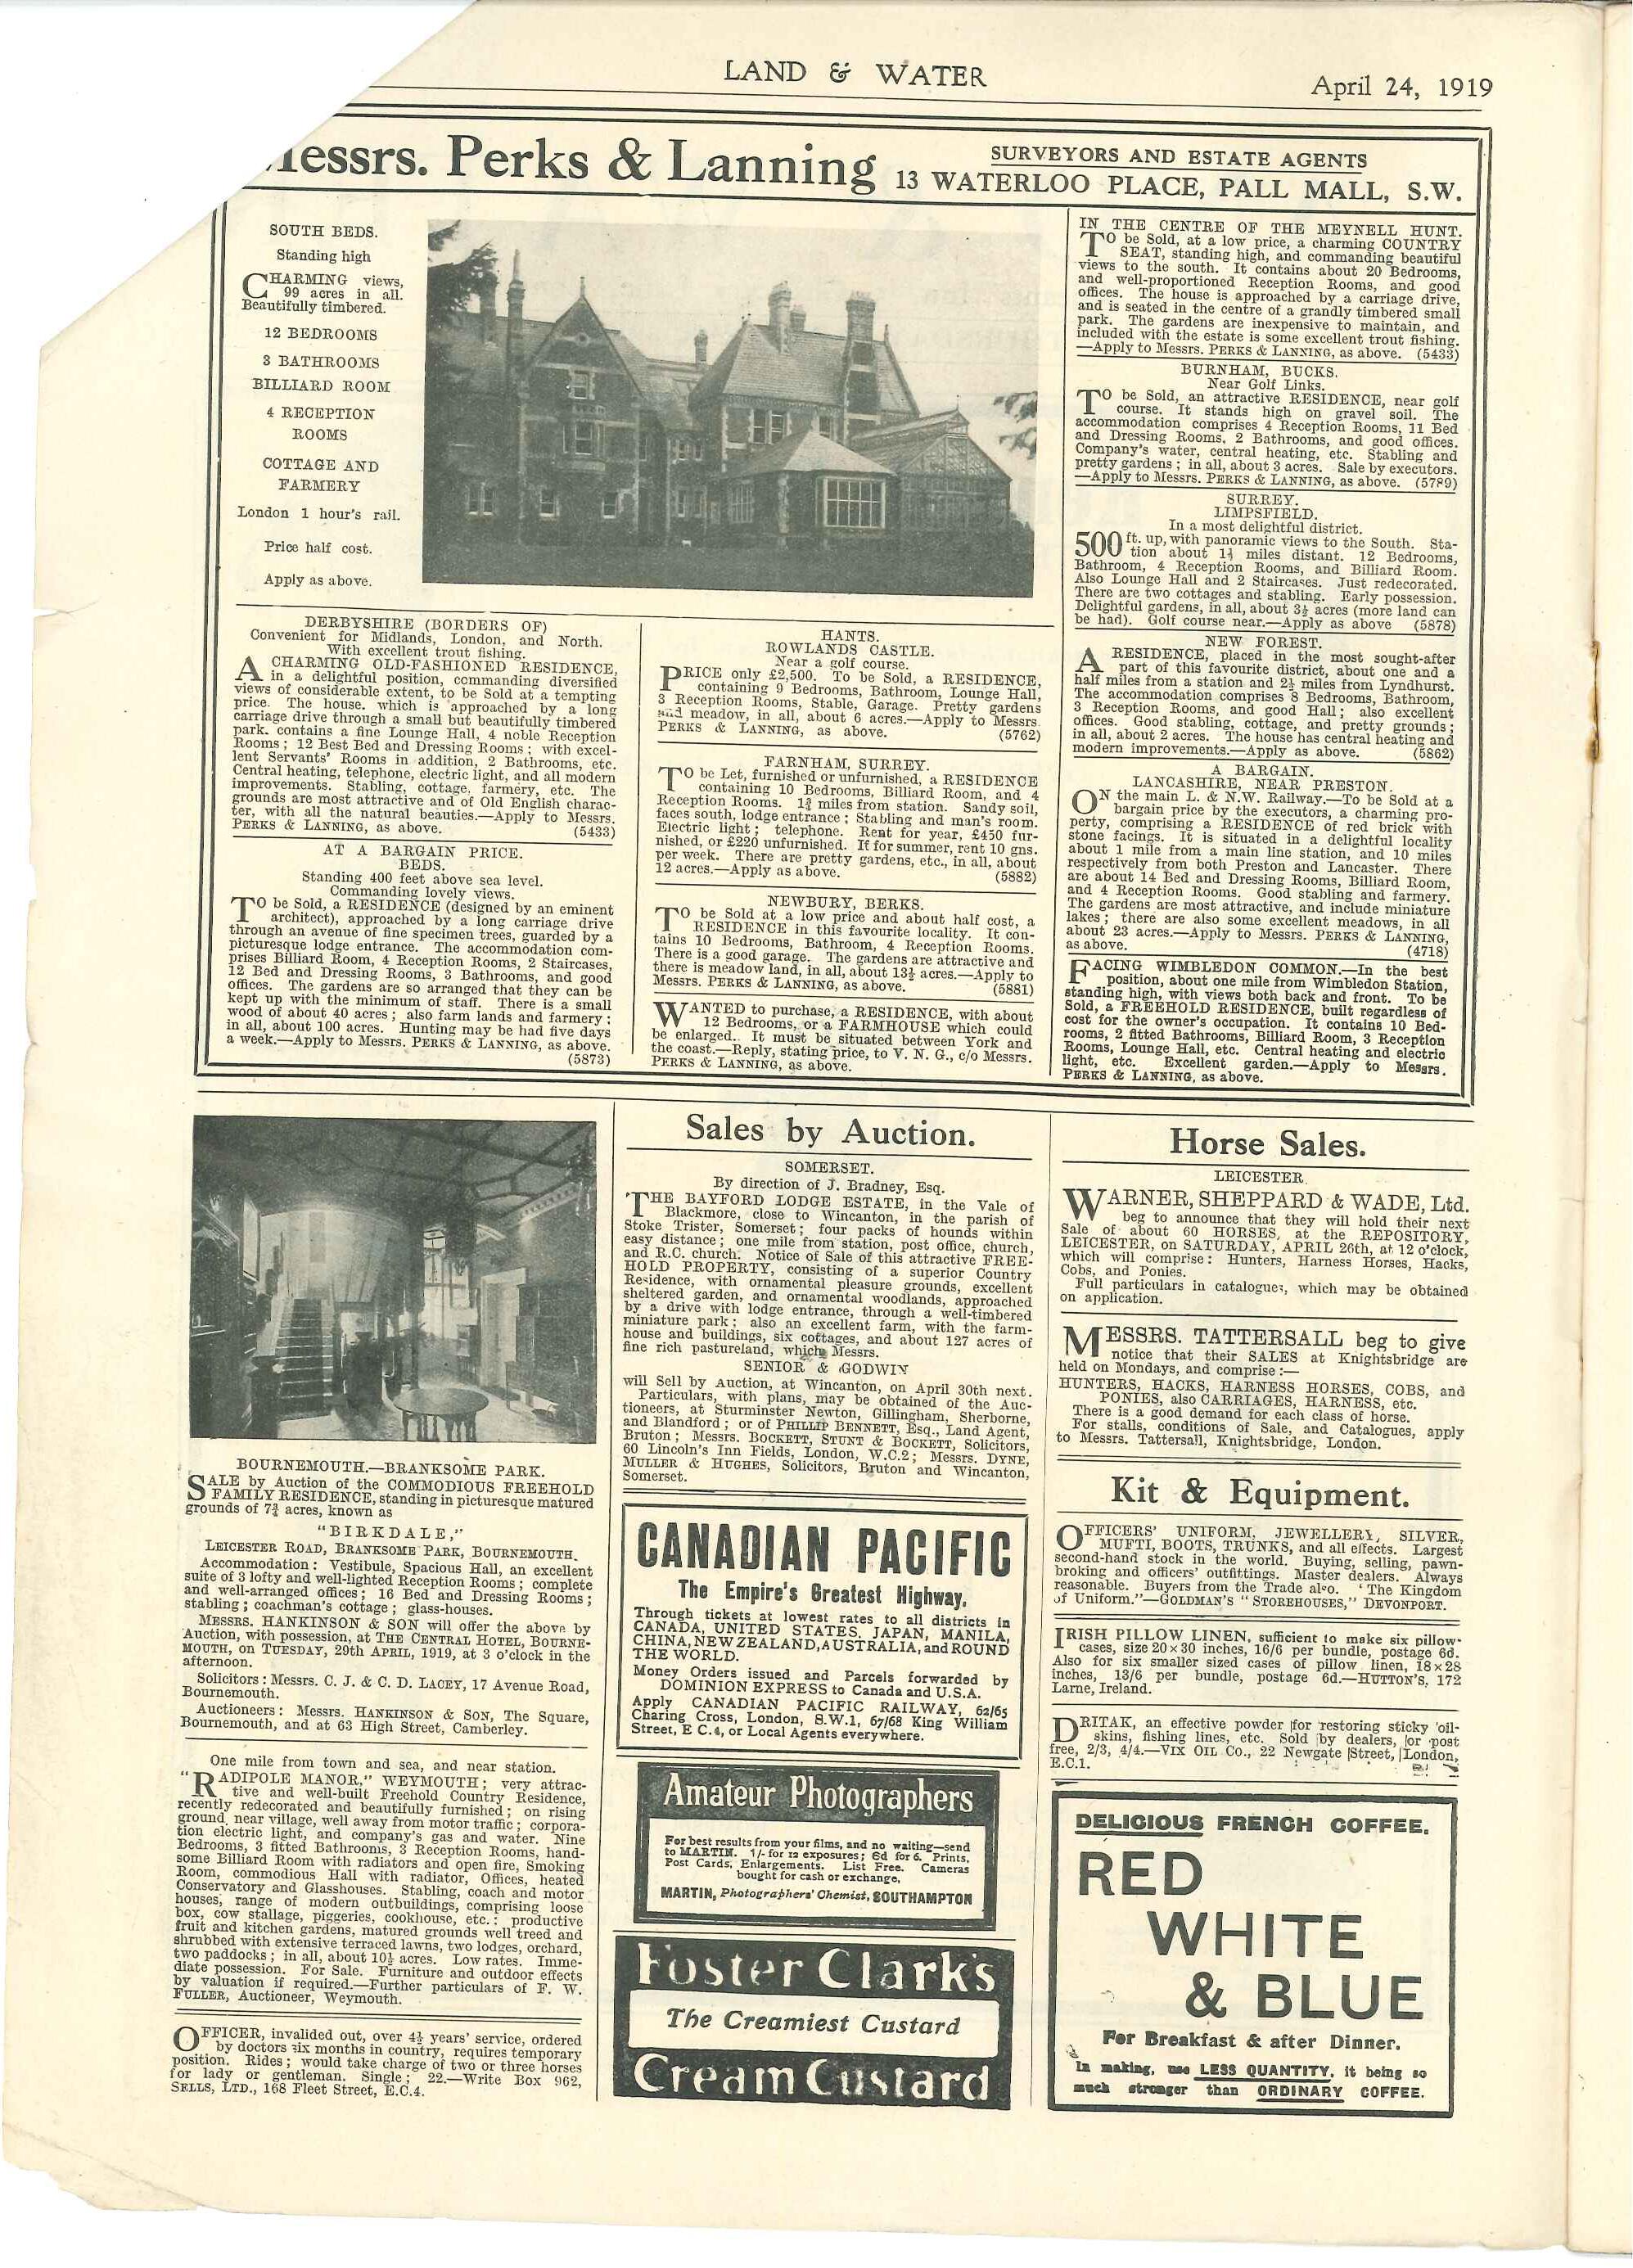 LAND & WATER
April 24, 1919
Messrs. Perks & Lanning
SURVEYORS AND ESTATE AGENTS
13 WATERLOO PLACE, PALL MALL, S.W.
SOUTH BEDS.
Standing high
CHARMING views,
99 acres in all.
Beautifully timbered.
12 BEDROOMS
3 BATHROOMS
BILLIARD ROOM
4 RECEPTION
ROOMS
COTTAGE AND
FARMERY
London 1 hour's rail.
Price half cost.
Apply as above.
DERBYSHIRE (BORDERS OF)
Convenient for Midlands, London, and North.
With excellent trout fishing.
A CHARMING OLD-FASHIONED RESIDENCE,
in a delightful position, commanding diversified
views of considerable extent, to be Sold at a tempting
price. The house. which is approached by a long
carriage drive through a small but beautifully timbered
park. contains a fine Lounge Hall, 4 noble Reception
Rooms; 12 Best Bed and Dressing Rooms; with excel-
lent Servants' Rooms in addition, 2 Bathrooms, etc.
Central heating, telephone, electric light, and all modern
improvements. Stabling, cottage, farmery, etc. The
grounds are most attractive and of Old English charac-
ter, with all the natural beauties.—Apply to Messrs.
PERKS & LANNING, as above. (5433)
AT A BARGAIN PRICE.
BEDS.
Standing 400 feet above sea level.
Commanding lovely views.
TO be Sold, a RESIDENCE (designed by an eminent
architect), approached by a long carriage drive
through an avenue of fine specimen trees, guarded by a
picturesque lodge entrance. The accommodation com-
prises Billiard Room, 4 Reception Rooms, 2 Staircases,
12 Bed and Dressing Rooms, 3 Bathrooms, and good
offices. The gardens are so arranged that they can be
kept up with the minimum of staff. There is a small
wood of about 40 acres; also farm lands and farmery;
in all, about 100 acres. Hunting may be had five days
a week.—Apply to Messrs. PERKS & LANNING, as above.
(5873)
HANTS.
ROWLANDS CASTLE.
Near a golf course.
PRICE only £2,500. To be Sold, a RESIDENCE,
containing 9 Bedrooms, Bathroom, Lounge Hall,
3 Reception Rooms, Stable, Garage. Pretty gardens
and meadow, in all, about 6 acres.—Apply to Messrs.
PERKS & LANNING, as above. (5762)
FARNHAM, SURREY.
TO be Let, furnished or unfurnished, a RESIDENCE
containing 10 Bedrooms, Billiard Room, and 4
Reception Rooms. 1¾ miles from station. Sandy soil,
faces south, lodge entrance; Stabling and man's room.
Electric light; telephone. Rent for year, £450 fur-
nished, or £220 unfurnished. If for summer, rent 10 gns.
per week. There are pretty gardens, etc., in all, about
12 acres.—Apply as above. (5882)
NEWBURY, BERKS.
TO be Sold at a low price and about half cost, a
RESIDENCE in this favourite locality. It con-
tains 10 Bedrooms, Bathroom, 4 Reception Rooms.
There is a good garage. The gardens are attractive and
there is meadow land, in all, about 13½ acres.—Apply to
Messrs. PERKS & LANNING, as above. (5881)
WANTED to purchase, a RESIDENCE, with about
12 Bedrooms, or a FARMHOUSE which could
be enlarged. It must be situated between York and
the coast.—Reply, stating price, to V. N. G., c/o Messrs.
PERKS & LANNING, as above.
IN THE CENTRE OF THE MEYNELL HUNT.
TO be Sold, at a low price, a charming COUNTRY
SEAT, standing high, and commanding beautiful
views to the south. It contains about 20 Bedrooms,
and well-proportioned Reception Rooms, and good
offices. The house is approached by a carriage drive,
and is seated in the centre of a grandly timbered small
park. The gardens are inexpensive to maintain, and
included with the estate is some excellent trout fishing.
—Apply to Messrs. PERKS & LANNING, as above. (5433)
BURNHAM, BUCKS.
Near Golf Links.
TO be Sold, an attractive RESIDENCE, near golf
course. It stands high on gravel soil. The
accommodation comprises 4 Reception Rooms, 11 Bed
and Dressing Rooms, 2 Bathrooms, and good offices.
Company's water, central heating, etc. Stabling and
pretty gardens; in all, about 3 acres. Sale by executors.
—Apply to Messrs. PERKS & LANNING, as above. (5789)
SURREY.
LIMPSFIELD.
In a most delightful district.
500 ft. up, with panoramic views to the South. Sta-
tion about 1¾ miles distant. 12 Bedrooms,
Bathroom, 4 Reception Rooms, and Billiard Room.
Also Lounge Hall and 2 Staircases. Just redecorated.
There are two cottages and stabling. Early possession.
Delightful gardens, in all, about 3½ acres (more land can
be had). Golf course near.—Apply as above (5878)
NEW FOREST.
A RESIDENCE, placed in the most sought-after
part of this favourite district, about one and a
half miles from a station and 2½ miles from Lyndhurst.
The accommodation comprises 8 Bedrooms, Bathroom,
3 Reception Rooms, and good Hall; also excellent
offices. Good stabling, cottage, and pretty grounds;
in all, about 2 acres. The house has central heating and
modern improvements.—Apply as above. (5862)
A BARGAIN.
LANCASHIRE, NEAR PRESTON.
ON the main L. & N.W. Railway.—To be Sold at a
bargain price by the executors, a charming pro-
perty, comprising a RESIDENCE of red brick with
stone facings. It is situated in a delightful locality
about 1 mile from a main line station, and 10 miles
respectively from both Preston and Lancaster. There
are about 14 Bed and Dressing Rooms, Billiard Room,
and 4 Reception Rooms. Good stabling and farmery.
The gardens are most attractive, and include miniature
lakes; there are also some excellent meadows, in all
about 23 acres.—Apply to Messrs. PERKS & LANNING,
as above. (4718)
FACING WIMBLEDON COMMON.—In the best
position, about one mile from Wimbledon Station,
standing high, with views both back and front. To be
Sold, a FREEHOLD RESIDENCE, built regardless of
cost for the owner's occupation. It contains 10 Bed-
rooms, 2 fitted Bathrooms, Billiard Room, 3 Reception
Rooms, Lounge Hall, etc. Central heating and electric
light, etc. Excellent garden.—Apply to Messrs.
PERKS & LANNING, as above.
BOURNEMOUTH.—BRANKSOME PARK.
SALE by Auction of the COMMODIOUS FREEHOLD
FAMILY RESIDENCE, standing in picturesque matured
grounds of 7¾ acres, known as
"BIRKDALE,"
LEICESTER ROAD, BRANKSOME PARK, BOURNEMOUTH.
Accommodation: Vestibule, Spacious Hall, an excellent
suite of 3 lofty and well-lighted Reception Rooms; complete
and well-arranged offices; 16 Bed and Dressing Rooms;
stabling; coachman's cottage; glass-houses.
MESSRS. HANKINSON & SON will offer the above by
Auction, with possession, at THE CENTRAL HOTEL, BOURNE-
MOUTH, on TUESDAY, 29th APRIL, 1919, at 3 o'clock in the
afternoon.
Solicitors: Messrs. C. J. & C. D. LACEY, 17 Avenue Road,
Bournemouth.
Auctioneers: Messrs. HANKINSON & SON, The Square,
Bournemouth, and at 63 High Street, Camberley.
One mile from town and sea, and near station.
"RADIPOLE MANOR," WEYMOUTH; very attrac-
tive and well-built Freehold Country Residence,
recently redecorated and beautifully furnished; on rising
ground, near village, well away from motor traffic; corpora-
tion electric light, and company's gas and water. Nine
Bedrooms, 3 fitted Bathrooms, 3 Reception Rooms, hand-
some Billiard Room with radiators and open fire, Smoking
Room, commodious Hall with radiator, Offices, heated
Conservatory and Glasshouses. Stabling, coach and motor
houses, range of modern outbuildings, comprising loose
box, cow stallage, piggeries, cookhouse, etc.: productive
fruit and kitchen gardens, matured grounds well treed and
shrubbed with extensive terraced lawns, two lodges, orchard,
two paddocks; in all, about 10½ acres. Low rates. Imme-
diate possession. For Sale. Furniture and outdoor effects
by valuation if required.—Further particulars of F. W.
FULLER, Auctioneer, Weymouth.
OFFICER, invalided out, over 4½ years' service, ordered
by doctors six months in country, requires temporary
position. Rides; would take charge of two or three horses
for lady or gentleman. Single; 22.—Write Box 962,
SELLS, LTD., 168 Fleet Street, E.C.4.
Sales by Auction.
SOMERSET.
By direction of J. Bradney, Esq.
THE BAYFORD LODGE ESTATE, in the Vale of
Blackmore, close to Wincanton, in the parish of
Stoke Trister, Somerset; four packs of hounds within
easy distance; one mile from station, post office, church,
and R.C. church. Notice of Sale of this attractive FREE-
HOLD PROPERTY, consisting of a superior Country
Residence, with ornamental pleasure grounds, excellent
sheltered garden, and ornamental woodlands, approached
by a drive with lodge entrance, through a well-timbered
miniature park; also an excellent farm, with the farm-
house and buildings, six cottages, and about 127 acres of
fine rich pastureland, which Messrs.
SENIOR & GODWIN
will Sell by Auction, at Wincanton, on April 30th next.
Particulars, with plans, may be obtained of the Auc-
tioneers, at Sturminster Newton, Gillingham, Sherborne,
and Blandford; or of PHILLIP BENNETT, Esq., Land Agent,
Bruton; Messrs. BOCKETT, STUNT & BOCKETT, Solicitors,
60 Lincoln's Inn Fields, London, W.C.2; Messrs. DYNE,
MULLER & HUGHES, Solicitors, Bruton and Wincanton,
Somerset.
CANADIAN PACIFIC
The Empire's Greatest Highway.
Through tickets at lowest rates to all districts in
CANADA, UNITED STATES. JAPAN, MANILA,
CHINA, NEW ZEALAND, AUSTRALIA, and ROUND
THE WORLD.
Money Orders issued and Parcels forwarded by
DOMINION EXPRESS to Canada and U.S.A.
Apply CANADIAN PACIFIC RAILWAY, 62/65
Charing Cross, London, S.W.1, 67/68 King William
Street, E C.4, or Local Agents everywhere.
Amateur Photographers
For best results from your films, and no waiting—send
to MARTIN. 1/- for 12 exposures; 6d for 6. Prints,
Post Cards, Enlargements. List Free. Cameras
bought for cash or exchange,
MARTIN, Photographers' Chemist, SOUTHAMPTON
Foster Clark's
The Creamiest Custard
Cream Custard
Horse Sales.
LEICESTER
WARNER, SHEPPARD & WADE, Ltd.
beg to announce that they will hold their next
Sale of about 60 HORSES, at the REPOSITORY,
LEICESTER, on SATURDAY, APRIL 26th, at 12 o'clock,
which will comprise: Hunters, Harness Horses, Hacks,
Cobs, and Ponies.
Full particulars in catalogues, which may be obtained
on application.
MESSRS. TATTERSALL beg to give
notice that their SALES at Knightsbridge are
held on Mondays, and comprise:—
HUNTERS, HACKS, HARNESS HORSES, COBS, and
PONIES, also CARRIAGES, HARNESS, etc.
There is a good demand for each class of horse.
For stalls, conditions of Sale, and Catalogues, apply
to Messrs. Tattersall, Knightsbridge, London.
Kit & Equipment.
OFFICERS' UNIFORM, JEWELLERY, SILVER,
MUFTI, BOOTS, TRUNKS, and all effects. Largest
second-hand stock in the world. Buying, selling, pawn-
broking and officers' outfittings. Master dealers. Always
reasonable. Buyers from the Trade also. 'The Kingdom
of Uniform."—GOLDMAN'S "STOREHOUSES," DEVONPORT.
IRISH PILLOW LINEN, sufficient to make six pillow-
cases, size 20 × 30 inches, 16/6 per bundle, postage 6d.
Also for six smaller sized cases of pillow linen, 18 × 28
inches, 13/6 per bundle, postage 6d.—HUTTON'S, 172
Larne, Ireland.
DRITAK, an effective powder for restoring sticky oil-
skins, fishing lines, etc. Sold by dealers, or post
free, 2/3, 4/4.—VIX OIL Co., 22 Newgate Street, London,
E.C.1.
DELICIOUS FRENCH COFFEE.
RED
WHITE
& BLUE
For Breakfast & after Dinner.
In making, use LESS QUANTITY, it being so
much stronger than ORDINARY COFFEE.